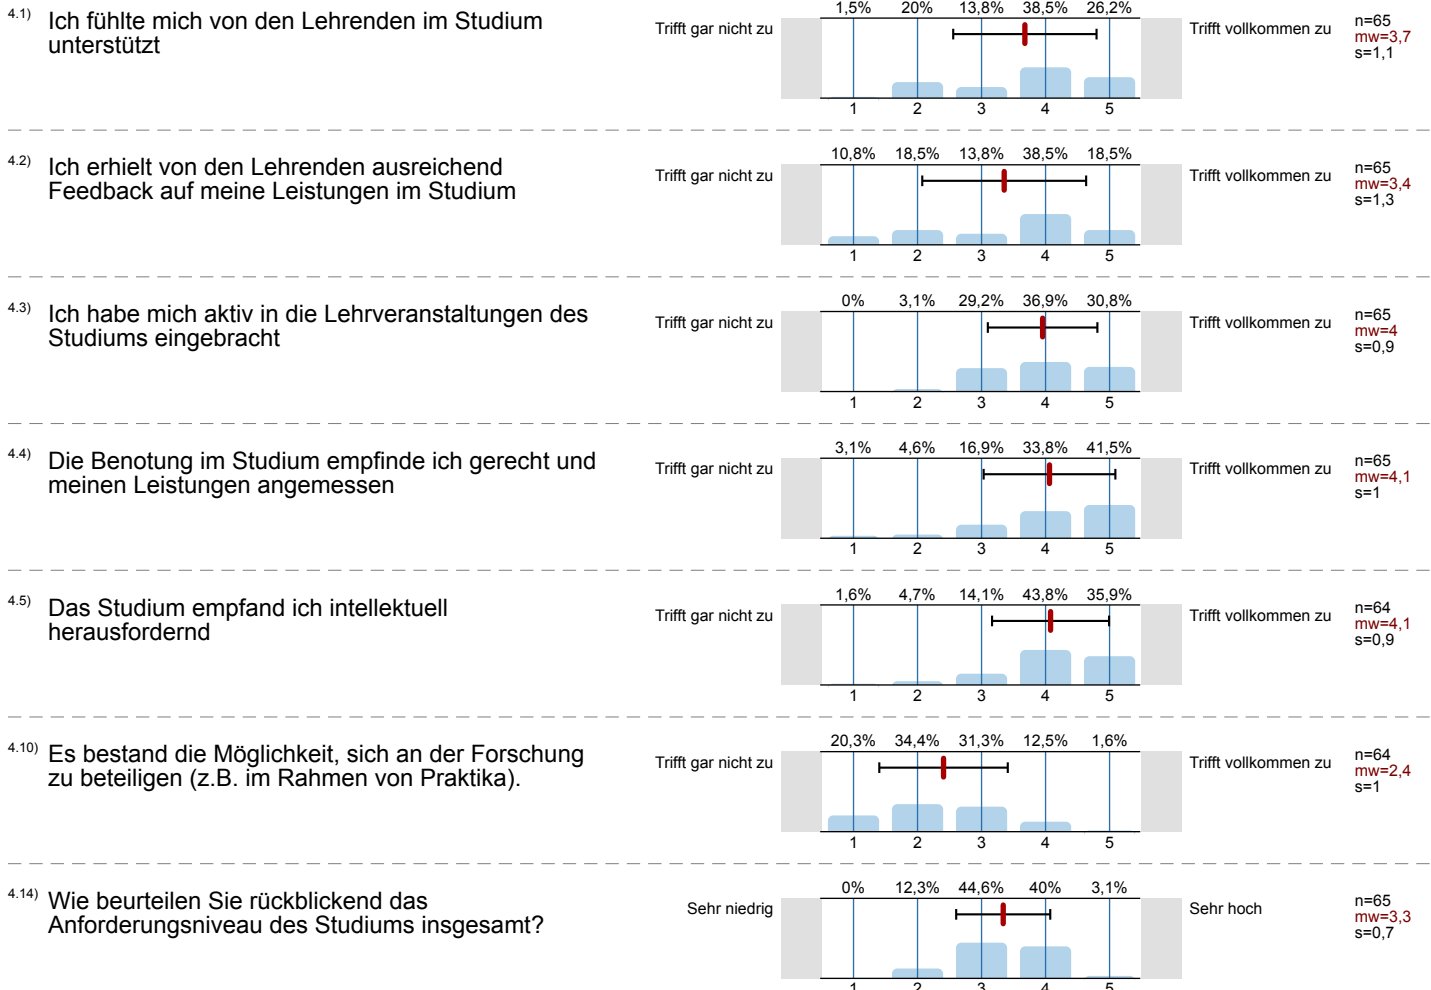 4.1) Ich fühlte mich von den Lehrenden im Studium
unterstützt
Trifft gar nicht zu
1,5% 20% 13,8% 38,5% 26,2%
1 2 3 4 5
Trifft vollkommen zu
n=65
mw=3,7
s=1,1
4.2) Ich erhielt von den Lehrenden ausreichend
Feedback auf meine Leistungen im Studium
Trifft gar nicht zu
10,8% 18,5% 13,8% 38,5% 18,5%
1 2 3 4 5
Trifft vollkommen zu
n=65
mw=3,4
s=1,3
4.3) Ich habe mich aktiv in die Lehrveranstaltungen des
Studiums eingebracht
Trifft gar nicht zu
0% 3,1% 29,2% 36,9% 30,8%
1 2 3 4 5
Trifft vollkommen zu
n=65
mw=4
s=0,9
4.4) Die Benotung im Studium empfinde ich gerecht und
meinen Leistungen angemessen
Trifft gar nicht zu
3,1% 4,6% 16,9% 33,8% 41,5%
1 2 3 4 5
Trifft vollkommen zu
n=65
mw=4,1
s=1
4.5) Das Studium empfand ich intellektuell
herausfordernd
Trifft gar nicht zu
1,6% 4,7% 14,1% 43,8% 35,9%
1 2 3 4 5
Trifft vollkommen zu
n=64
mw=4,1
s=0,9
4.10) Es bestand die Möglichkeit, sich an der Forschung
zu beteiligen (z.B. im Rahmen von Praktika).
Trifft gar nicht zu
20,3% 34,4% 31,3% 12,5% 1,6%
1 2 3 4 5
Trifft vollkommen zu
n=64
mw=2,4
s=1
4.14) Wie beurteilen Sie rückblickend das
Anforderungsniveau des Studiums insgesamt?
Sehr niedrig
0% 12,3% 44,6% 40% 3,1%
1 2 3 4 5
Sehr hoch
n=65
mw=3,3
s=0,7